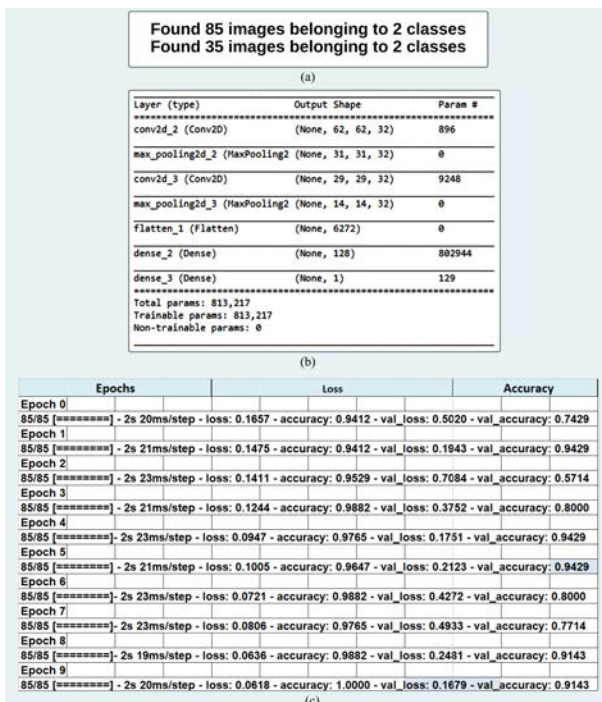 Found 85 images belonging to 2 classes
Found 35 images belonging to 2 classes
(a)
Layer (type) Output Shape Param #
conv2d_2 (Conv2D) (None, 62, 62, 32) 896
max_pooling2d_2 (MaxPooling2 (None, 31, 31, 32) 0
conv2d_3 (Conv2D) (None, 29, 29, 32) 9248
max_pooling2d_3 (MaxPooling2 (None, 14, 14, 32) 0
flatten_1 (Flatten) (None, 6272) 0
dense_2 (Dense) (None, 128) 802944
dense_3 (Dense) (None, 1) 129
Total params: 813,217
Trainable params: 813,217
Non-trainable params: 0
(b)
Epochs Loss Accuracy
Epoch 0
85/85 [========] - 2s 20ms/step - loss: 0.1657 - accuracy: 0.9412 - val_loss: 0.5020 - val_accuracy: 0.7429
Epoch 1
85/85 [========] - 2s 21ms/step - loss: 0.1475 - accuracy: 0.9412 - val_loss: 0.1943 - val_accuracy: 0.9429
Epoch 2
85/85 [========] - 2s 23ms/step - loss: 0.1411 - accuracy: 0.9529 - val_loss: 0.7084 - val_accuracy: 0.5714
Epoch 3
85/85 [========] - 2s 21ms/step - loss: 0.1244 - accuracy: 0.9882 - val_loss: 0.3752 - val_accuracy: 0.8000
Epoch 4
85/85 [========]- 2s 23ms/step - loss: 0.0947 - accuracy: 0.9765 - val_loss: 0.1751 - val_accuracy: 0.9429
Epoch 5
85/85 [========] - 2s 21ms/step - loss: 0.1005 - accuracy: 0.9647 - val_loss: 0.2123 - val_accuracy: 0.9429
Epoch 6
85/85 [========]- 2s 23ms/step - loss: 0.0721 - accuracy: 0.9882 - val_loss: 0.4272 - val_accuracy: 0.8000
Epoch 7
85/85 [========]- 2s 23ms/step - loss: 0.0806 - accuracy: 0.9765 - val_loss: 0.4933 - val_accuracy: 0.7714
Epoch 8
85/85 [========]- 2s 19ms/step - loss: 0.0636 - accuracy: 0.9882 - val_loss: 0.2481 - val_accuracy: 0.9143
Epoch 9
85/85 [========] - 2s 20ms/step - loss: 0.0618 - accuracy: 1.0000 - val_loss: 0.1679 - val_accuracy: 0.9143
(c)